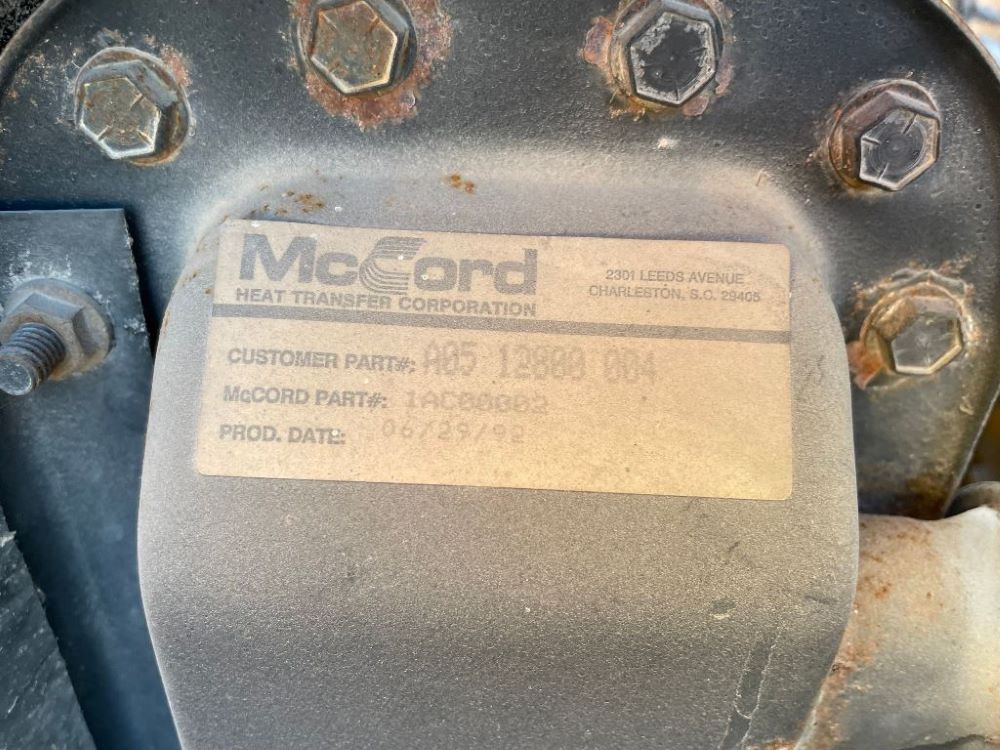 McCord
HEAT TRANSFER CORPORATION
2301 LEEDS AVENUE
CHARLESTON, S.C. 29405
CUSTOMER PART#: A05 12800 004
McCORD PART#: 1AC00002
PROD. DATE: 06/29/92